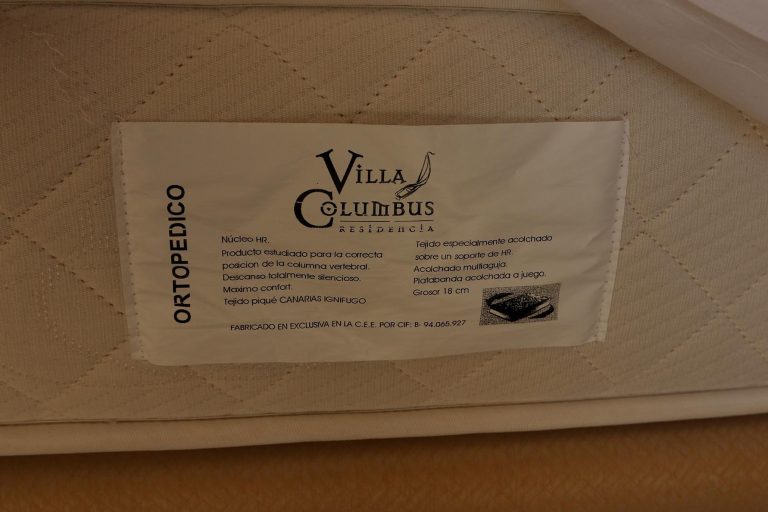 ORTOPEDICO
VILLA
COLUMBUS
RESIDENCIA
Núcleo HR.
Producto estudiado para la correcta
posicion de la columna vertebral.
Descanso totalmente silencioso.
Maximo confort.
Tejido piqué CANARIAS IGNIFUGO
Tejido especialmente acolchado
sobre un soporte de HR.
Acolchado multiaguja.
Platabanda acolchada a juego.
Grosor 18 cm
FABRICADO EN EXCLUSIVA EN LA C.E.E. POR CIF: B- 94.065.927